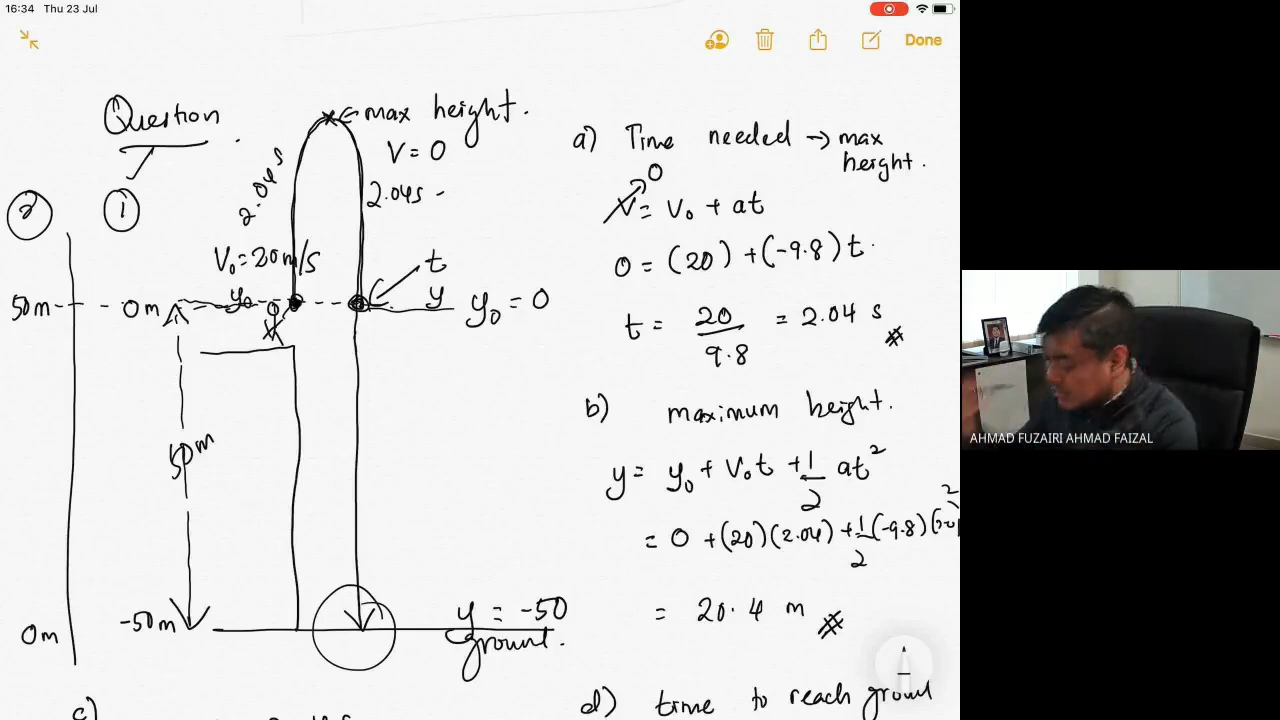 16:34 Thu 23 Jul
Done
Question
max height.
V = 0
2.04s
2.04s
② ①
V₀ = 20m/s
t
50m
0m
y₀
y
y₀ = 0
50m
0m
-50m
y = -50
ground.
c)
a) Time needed → max
height.
0
V = V₀ + at
0 = (20) + (-9.8) t
t = 20/9.8 = 2.04 s
b) maximum height.
y = y₀ + V₀t + 1/2 at²
= 0 + (20)(2.04) + 1/2 (-9.8)
= 20.4 m
d) time to reach
AHMAD FUZAIRI AHMAD FAIZAL